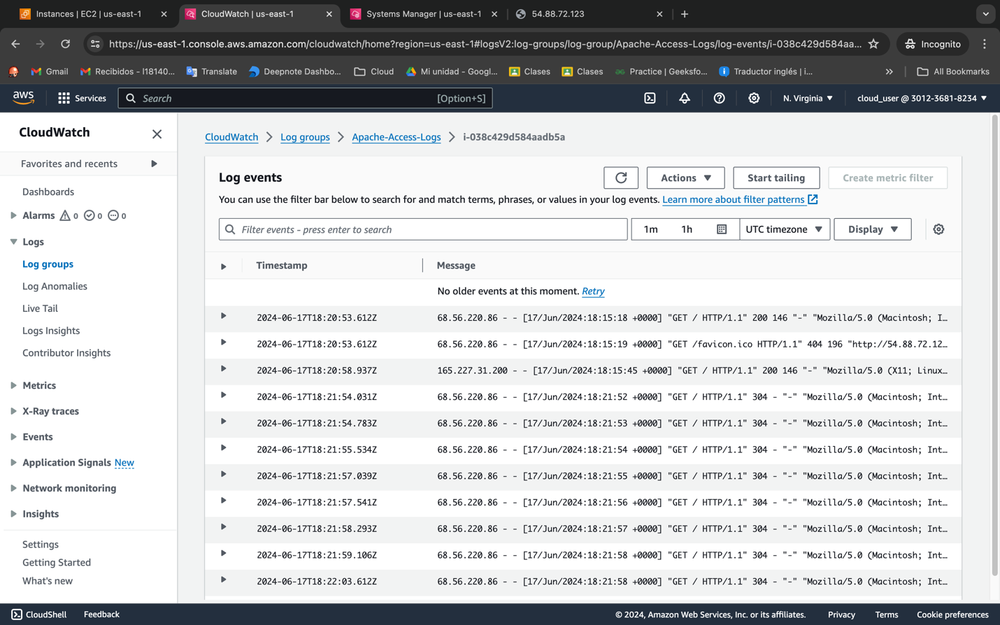 Instances | EC2 | us-east-1
CloudWatch | us-east-1
Systems Manager | us-east-1
54.88.72.123
https://us-east-1.console.aws.amazon.com/cloudwatch/home?region=us-east-1#logsV2:log-groups/log-group/Apache-Access-Logs/log-events/i-038c429d584aa...
Incognito
Gmail
Recibidos - l18140...
Translate
Deepnote Dashbo...
Cloud
Mi unidad - Googl...
Clases
Clases
Practice | Geeksfo...
Traductor inglés | i...
All Bookmarks
aws
Services
Search
[Option+S]
N. Virginia
cloud_user @ 3012-3681-8234
CloudWatch
Favorites and recents
Dashboards
Alarms 0 0 0
Logs
Log groups
Log Anomalies
Live Tail
Logs Insights
Contributor Insights
Metrics
X-Ray traces
Events
Application Signals New
Network monitoring
Insights
Settings
Getting Started
What's new
CloudWatch > Log groups > Apache-Access-Logs > i-038c429d584aadb5a
Log events
Actions
Start tailing
Create metric filter
You can use the filter bar below to search for and match terms, phrases, or values in your log events. Learn more about filter patterns
Filter events - press enter to search
1m
1h
UTC timezone
Display
Timestamp
Message
No older events at this moment. Retry
2024-06-17T18:20:53.612Z 68.56.220.86 - - [17/Jun/2024:18:15:18 +0000] "GET / HTTP/1.1" 200 146 "-" "Mozilla/5.0 (Macintosh; I...
2024-06-17T18:20:53.612Z 68.56.220.86 - - [17/Jun/2024:18:15:19 +0000] "GET /favicon.ico HTTP/1.1" 404 196 "http://54.88.72.12...
2024-06-17T18:20:58.937Z 165.227.31.200 - - [17/Jun/2024:18:15:45 +0000] "GET / HTTP/1.1" 200 146 "-" "Mozilla/5.0 (X11; Linux...
2024-06-17T18:21:54.031Z 68.56.220.86 - - [17/Jun/2024:18:21:52 +0000] "GET / HTTP/1.1" 304 - "-" "Mozilla/5.0 (Macintosh; Int...
2024-06-17T18:21:54.783Z 68.56.220.86 - - [17/Jun/2024:18:21:53 +0000] "GET / HTTP/1.1" 304 - "-" "Mozilla/5.0 (Macintosh; Int...
2024-06-17T18:21:55.534Z 68.56.220.86 - - [17/Jun/2024:18:21:54 +0000] "GET / HTTP/1.1" 304 - "-" "Mozilla/5.0 (Macintosh; Int...
2024-06-17T18:21:57.039Z 68.56.220.86 - - [17/Jun/2024:18:21:55 +0000] "GET / HTTP/1.1" 304 - "-" "Mozilla/5.0 (Macintosh; Int...
2024-06-17T18:21:57.541Z 68.56.220.86 - - [17/Jun/2024:18:21:56 +0000] "GET / HTTP/1.1" 304 - "-" "Mozilla/5.0 (Macintosh; Int...
2024-06-17T18:21:58.293Z 68.56.220.86 - - [17/Jun/2024:18:21:57 +0000] "GET / HTTP/1.1" 304 - "-" "Mozilla/5.0 (Macintosh; Int...
2024-06-17T18:21:59.106Z 68.56.220.86 - - [17/Jun/2024:18:21:58 +0000] "GET / HTTP/1.1" 304 - "-" "Mozilla/5.0 (Macintosh; Int...
2024-06-17T18:22:03.612Z 68.56.220.86 - - [17/Jun/2024:18:21:58 +0000] "GET / HTTP/1.1" 304 - "-" "Mozilla/5.0 (Macintosh; Int...
CloudShell
Feedback
© 2024, Amazon Web Services, Inc. or its affiliates.
Privacy
Terms
Cookie preferences